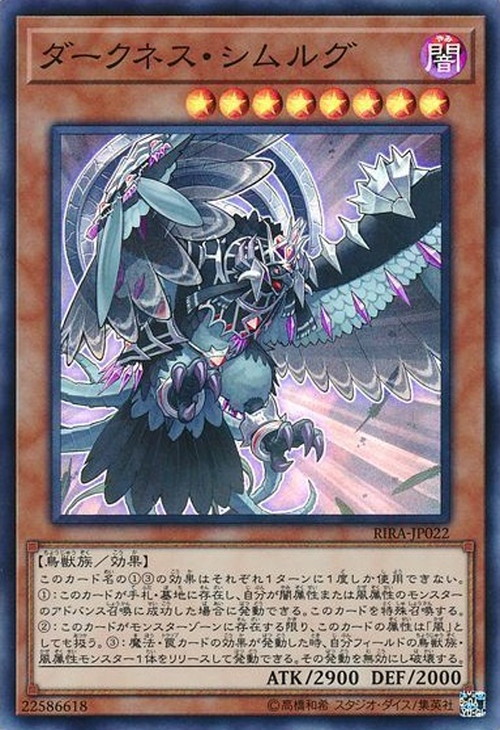 ダークネス・シムルグ
闇
RIRA-JP022
【鳥獣族／効果】
このカード名の①③の効果はそれぞれ1ターンに1度しか使用できない。
①：このカードが手札・墓地に存在し、自分が闇属性または風属性のモンスター
のアドバンス召喚に成功した場合に発動できる。このカードを特殊召喚する。
②：このカードがモンスターゾーンに存在する限り、このカードの属性は「風」と
しても扱う。③：魔法・罠カードの効果が発動した時、自分フィールドの鳥獣族・
風属性モンスター1体をリリースして発動できる。その発動を無効にし破壊する。
ATK/2900 DEF/2000
22586618
©高橋和希 スタジオ・ダイス/集英社